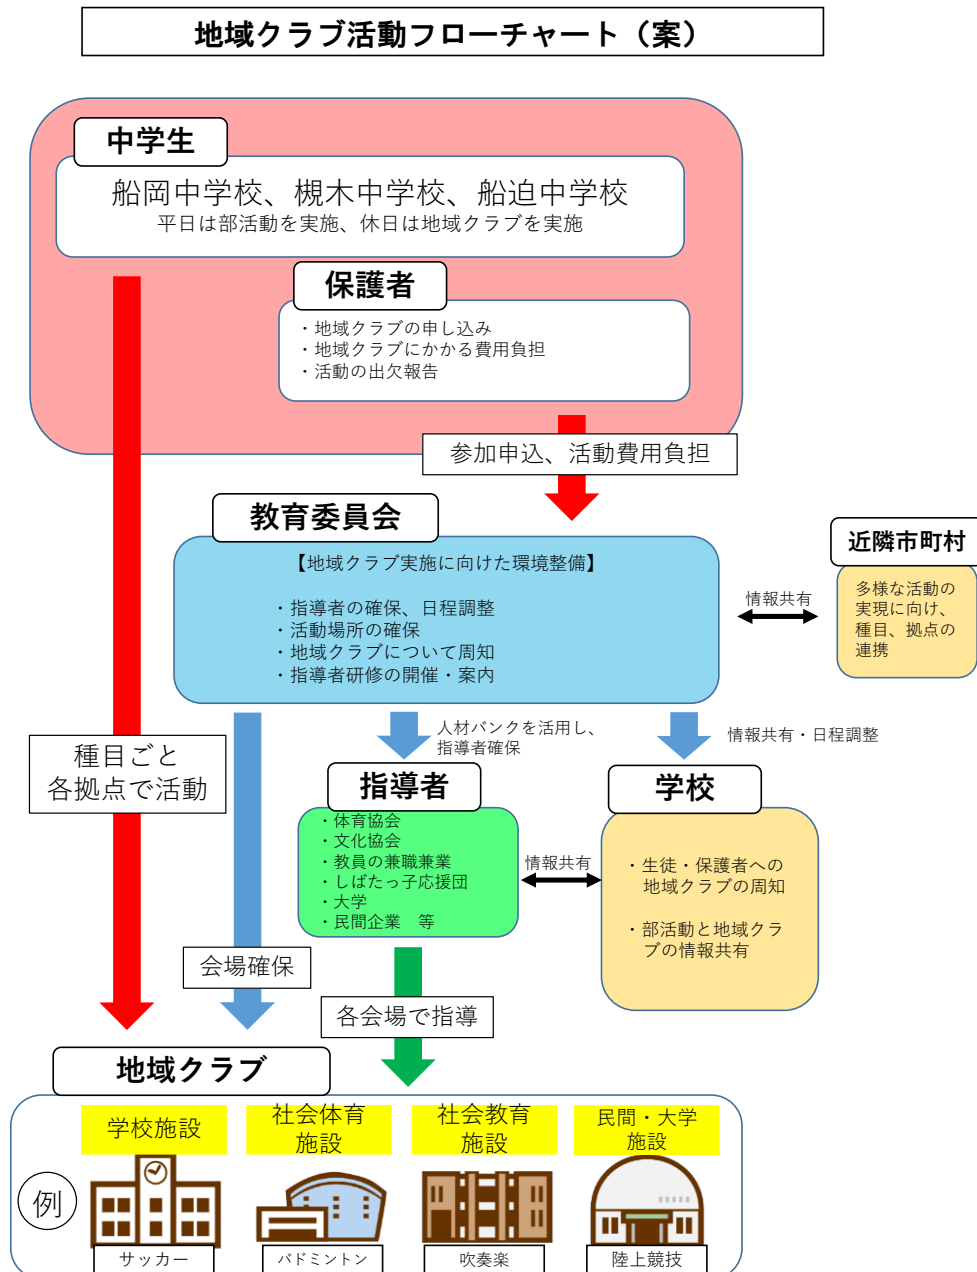 地域クラブ活動フローチャート（案）
中学生
船岡中学校、槻木中学校、船迫中学校
平日は部活動を実施、休日は地域クラブを実施
保護者
・地域クラブの申し込み
・地域クラブにかかる費用負担
・活動の出欠報告
参加申込、活動費用負担
教育委員会
【地域クラブ実施に向けた環境整備】
・指導者の確保、日程調整
・活動場所の確保
・地域クラブについて周知
・指導者研修の開催・案内
情報共有
近隣市町村
多様な活動の
実現に向け、
種目、拠点の
連携
種目ごと
各拠点で活動
人材バンクを活用し、
指導者確保
情報共有・日程調整
指導者
・体育協会
・文化協会
・教員の兼職兼業
・しばたっ子応援団
・大学
・民間企業　等
情報共有
学校
・生徒・保護者への
地域クラブの周知
・部活動と地域クラ
ブの情報共有
会場確保
各会場で指導
地域クラブ
例
学校施設
サッカー
社会体育
施設
バドミントン
社会教育
施設
吹奏楽
民間・大学
施設
陸上競技